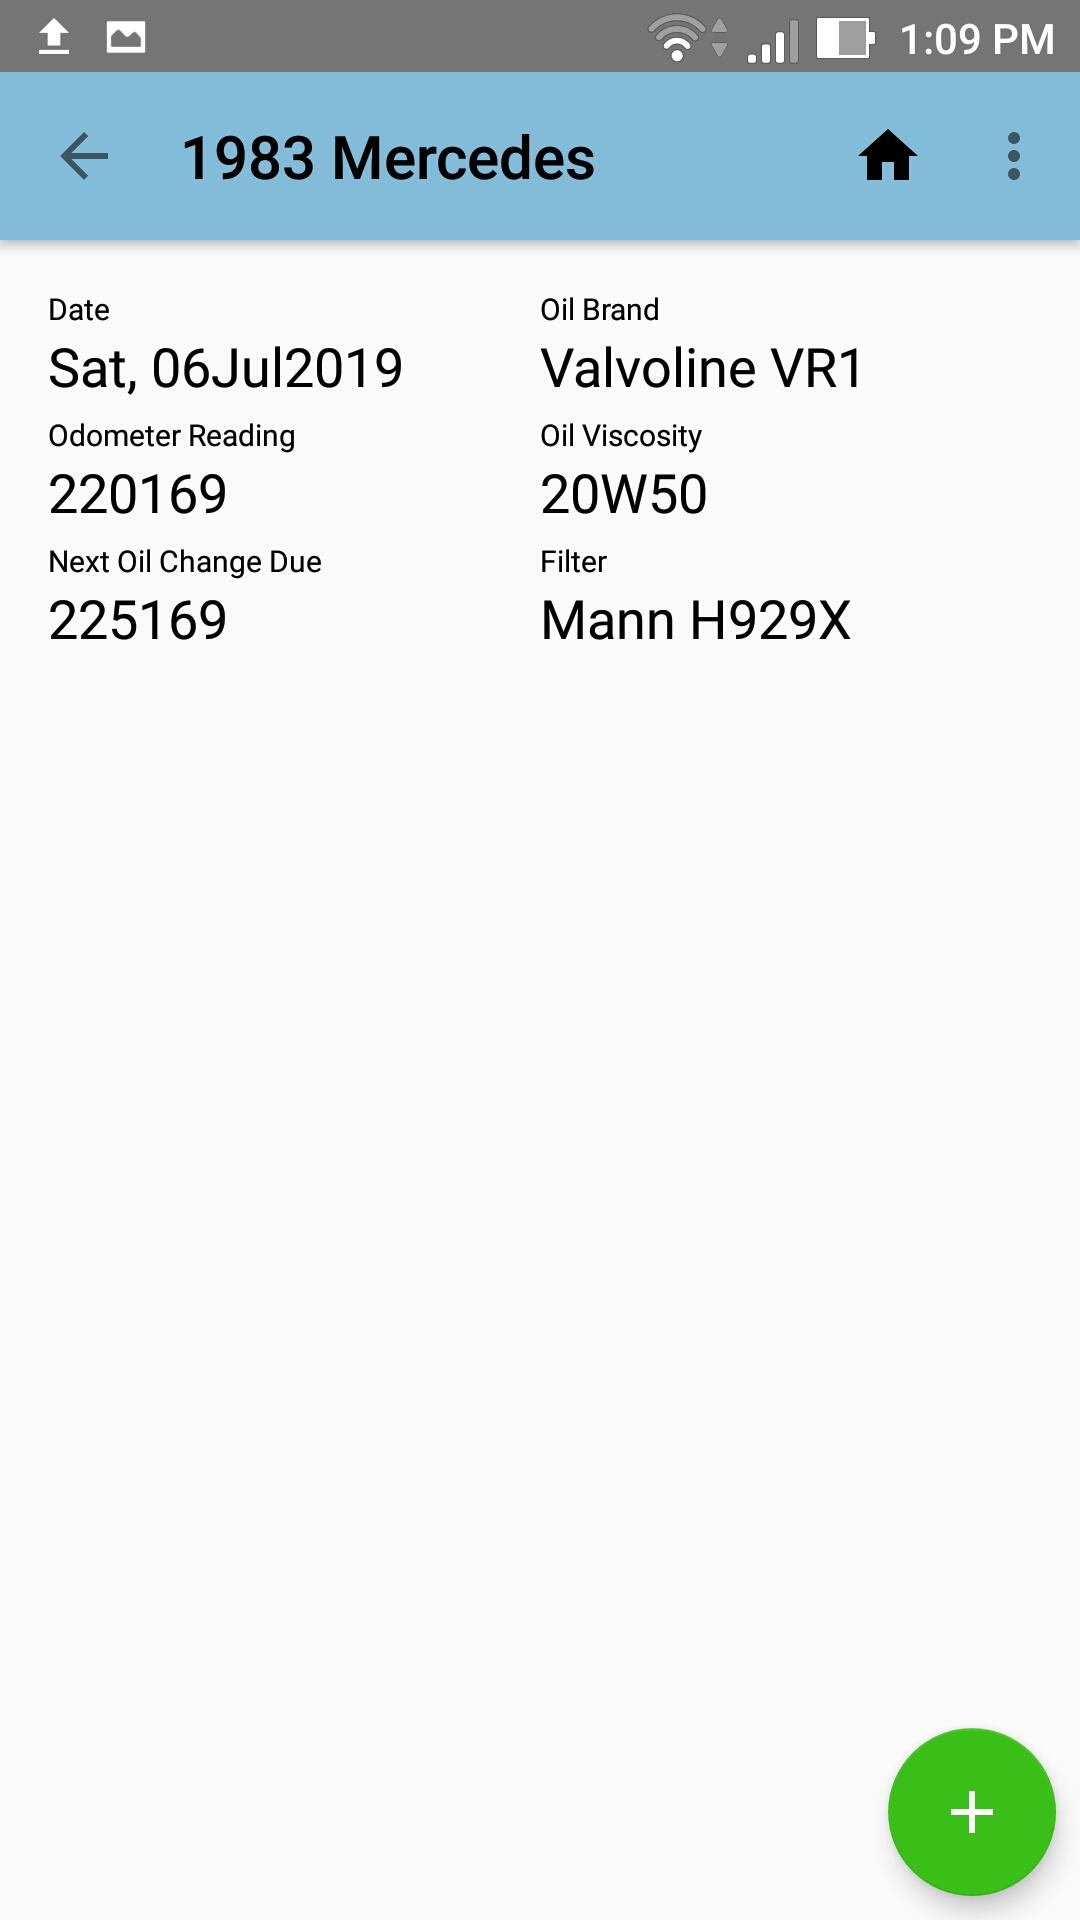 1:09 PM
1983 Mercedes
Date
Oil Brand
Sat, 06Jul2019
Valvoline VR1
Odometer Reading
Oil Viscosity
220169
20W50
Next Oil Change Due
Filter
225169
Mann H929X